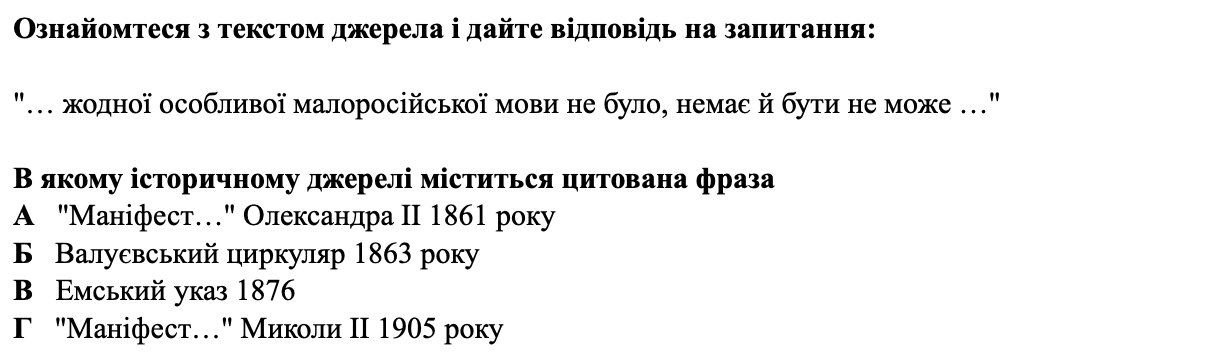 Ознайомтеся з текстом джерела і дайте відповідь на запитання:
"… жодної особливої малоросійської мови не було, немає й бути не може …"
В якому історичному джерелі міститься цитована фраза
А "Маніфест…" Олександра ІІ 1861 року
Б Валуєвський циркуляр 1863 року
В Емський указ 1876
Г "Маніфест…" Миколи ІІ 1905 року